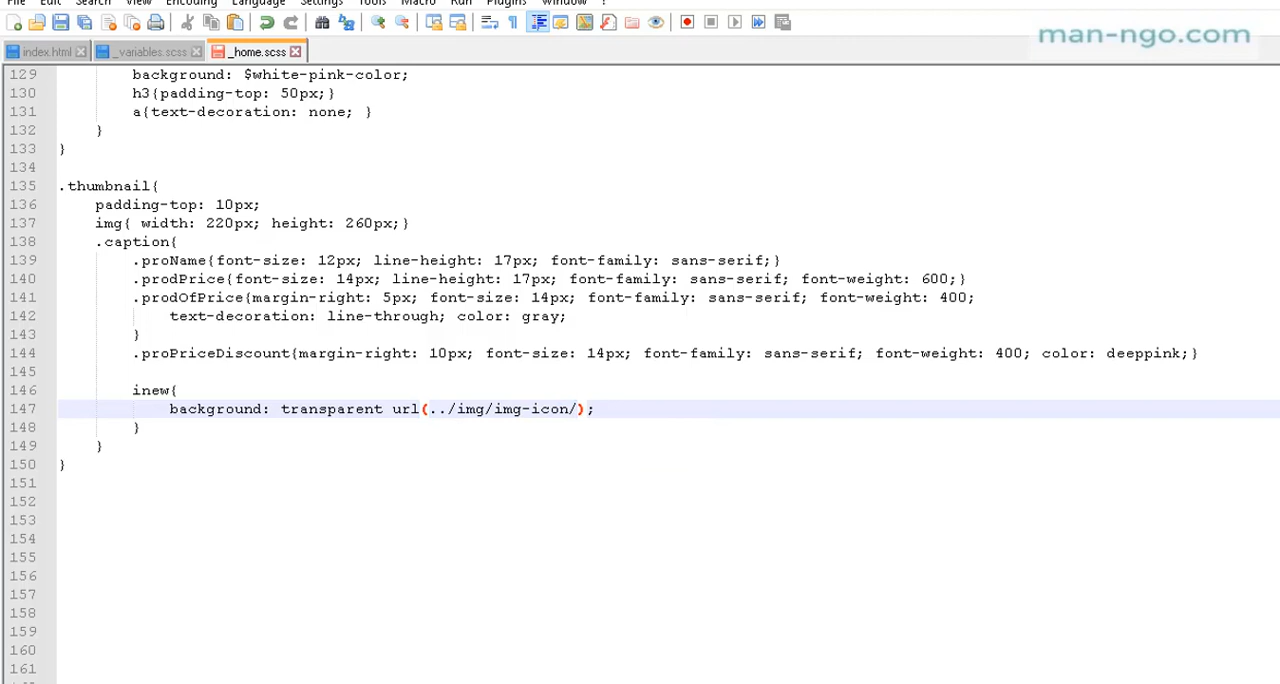 File Edit Search View Encoding Language Settings Tools Macro Run Plugins Window ?
man-ngo.com
index.html _variables.scss _home.scss
129 background: $white-pink-color;
130 h3{padding-top: 50px;}
131 a{text-decoration: none; }
132 }
133 }
134
135 .thumbnail{
136 padding-top: 10px;
137 img{ width: 220px; height: 260px;}
138 .caption{
139 .proName{font-size: 12px; line-height: 17px; font-family: sans-serif;}
140 .prodPrice{font-size: 14px; line-height: 17px; font-family: sans-serif; font-weight: 600;}
141 .prodOfPrice{margin-right: 5px; font-size: 14px; font-family: sans-serif; font-weight: 400;
142 text-decoration: line-through; color: gray;
143 }
144 .proPriceDiscount{margin-right: 10px; font-size: 14px; font-family: sans-serif; font-weight: 400; color: deeppink;}
145
146 inew{
147 background: transparent url(../img/img-icon/);
148 }
149 }
150 }
151
152
153
154
155
156
157
158
159
160
161